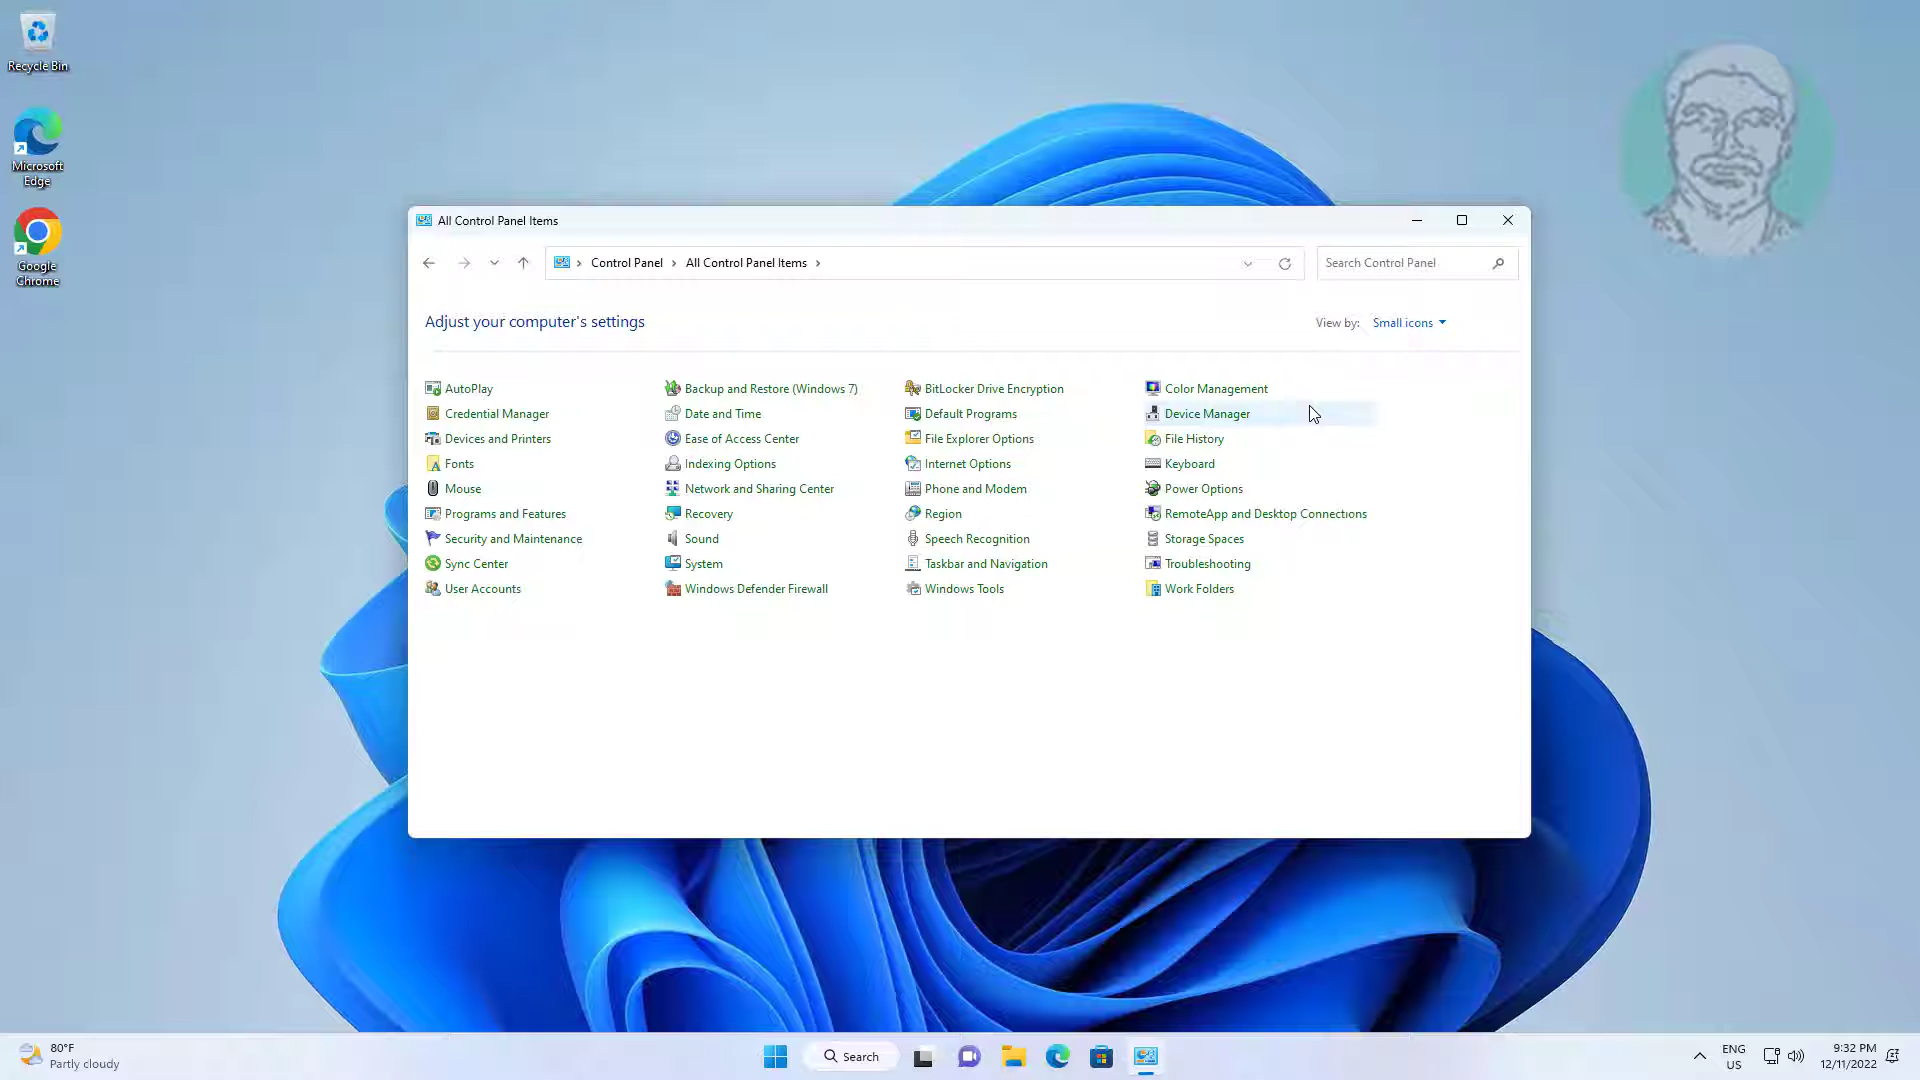 Recycle Bin
Microsoft
Edge
Google
Chrome
All Control Panel Items
Control Panel
All Control Panel Items
Search Control Panel
Adjust your computer's settings
View by:
Small icons
AutoPlay
Backup and Restore (Windows 7)
BitLocker Drive Encryption
Color Management
Credential Manager
Date and Time
Default Programs
Device Manager
Devices and Printers
Ease of Access Center
File Explorer Options
File History
Fonts
Indexing Options
Internet Options
Keyboard
Mouse
Network and Sharing Center
Phone and Modem
Power Options
Programs and Features
Recovery
Region
RemoteApp and Desktop Connections
Security and Maintenance
Sound
Speech Recognition
Storage Spaces
Sync Center
System
Taskbar and Navigation
Troubleshooting
User Accounts
Windows Defender Firewall
Windows Tools
Work Folders
80°F
Partly cloudy
Search
ENG
US
9:32 PM
12/11/2022